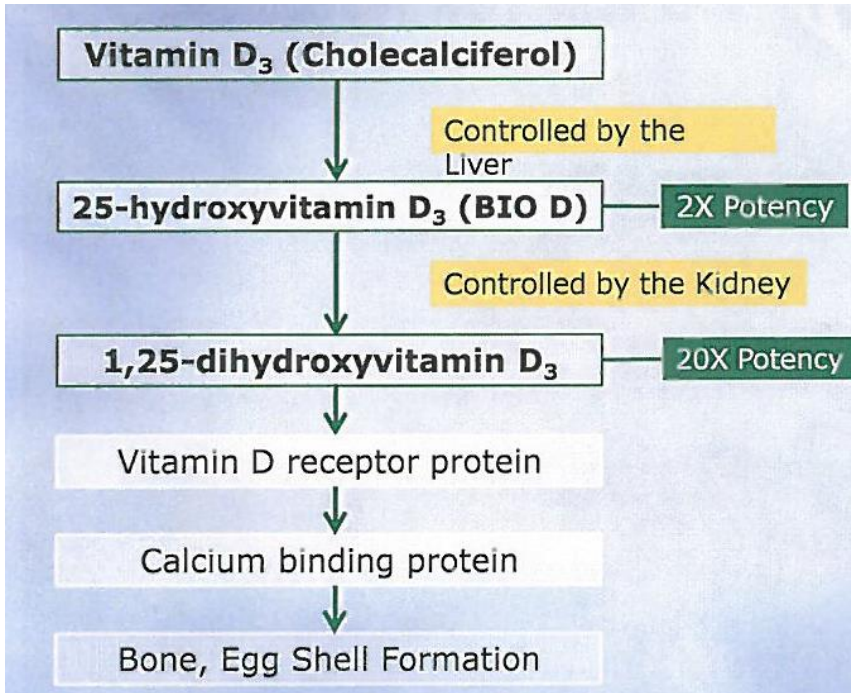 Vitamin D₃ (Cholecalciferol)
Controlled by the
Liver
25-hydroxyvitamin D₃ (BIO D)
2X Potency
Controlled by the Kidney
1,25-dihydroxyvitamin D₃
20X Potency
Vitamin D receptor protein
Calcium binding protein
Bone, Egg Shell Formation